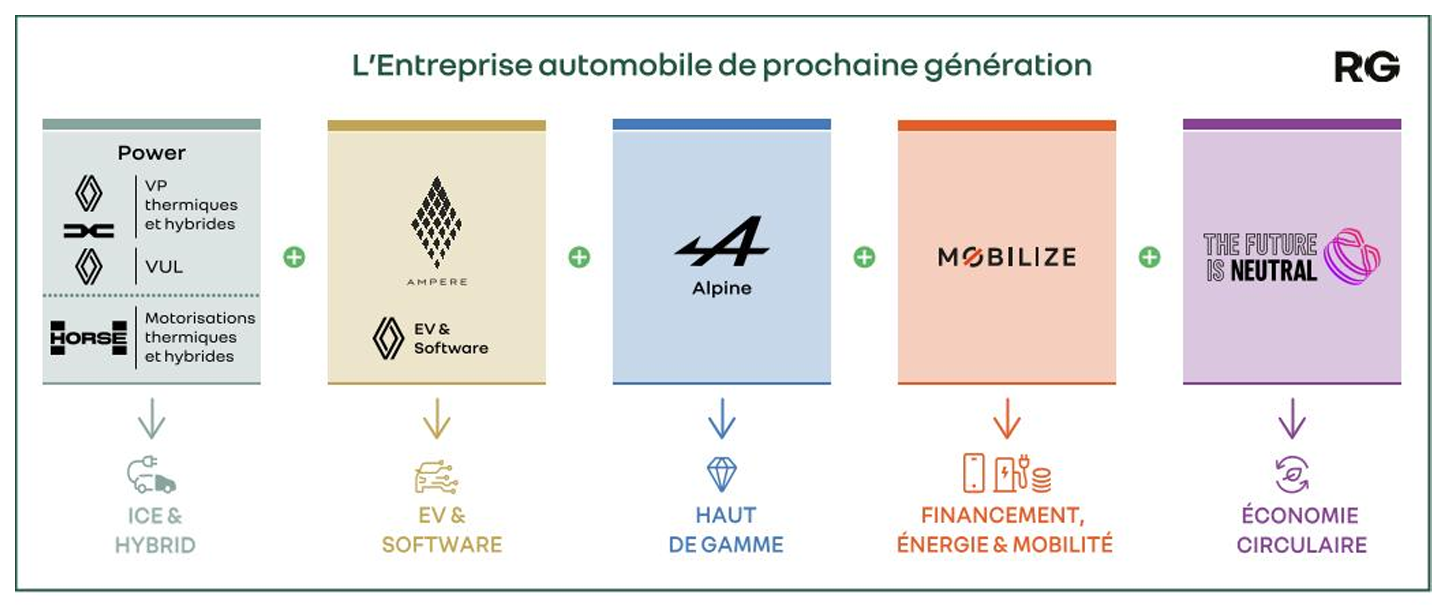 L'Entreprise automobile de prochaine génération
RG
Power
VP
thermiques
et hybrides
VUL
HORSE
Motorisations
thermiques
et hybrides
AMPERE
EV &
Software
Alpine
MOBILIZE
THE FUTURE
IS NEUTRAL
ICE &
HYBRID
EV &
SOFTWARE
HAUT
DE GAMME
FINANCEMENT,
ÉNERGIE & MOBILITÉ
ÉCONOMIE
CIRCULAIRE